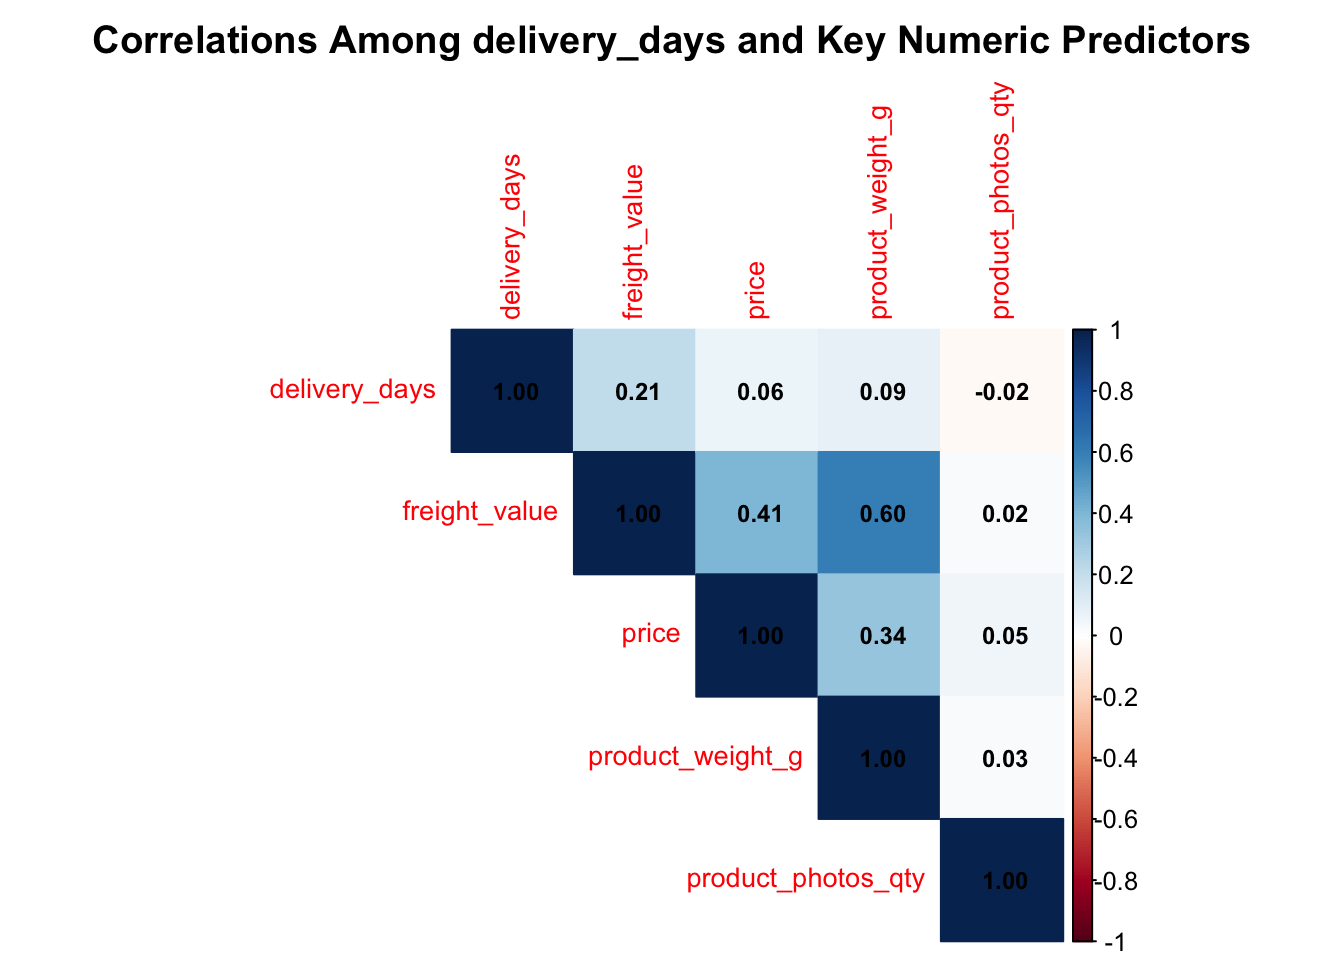 Correlations Among delivery_days and Key Numeric Predictors
delivery_days
freight_value
price
product_weight_g
product_photos_qty
delivery_days 1.00 0.21 0.06 0.09 -0.02
freight_value 1.00 0.41 0.60 0.02
price 1.00 0.34 0.05
product_weight_g 1.00 0.03
product_photos_qty 1.00
1
0.8
0.6
0.4
0.2
0
-0.2
-0.4
-0.6
-0.8
-1